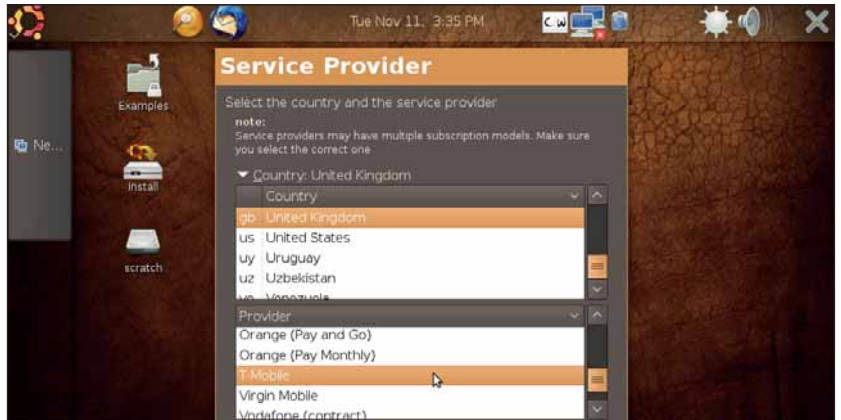 Tue Nov 11, 3:35 PM
C W
Service Provider
Examples
Select the country and the service provider
note:
Service providers may have multiple subscription models. Make sure
you select the correct one
Ne...
Install
Country: United Kingdom
Country
gb United Kingdom
us United States
uy Uruguay
uz Uzbekistan
ve Venezuela
scratch
Provider
Orange (Pay and Go)
Orange (Pay Monthly)
T-Mobile
Virgin Mobile
Vodafone (contract)